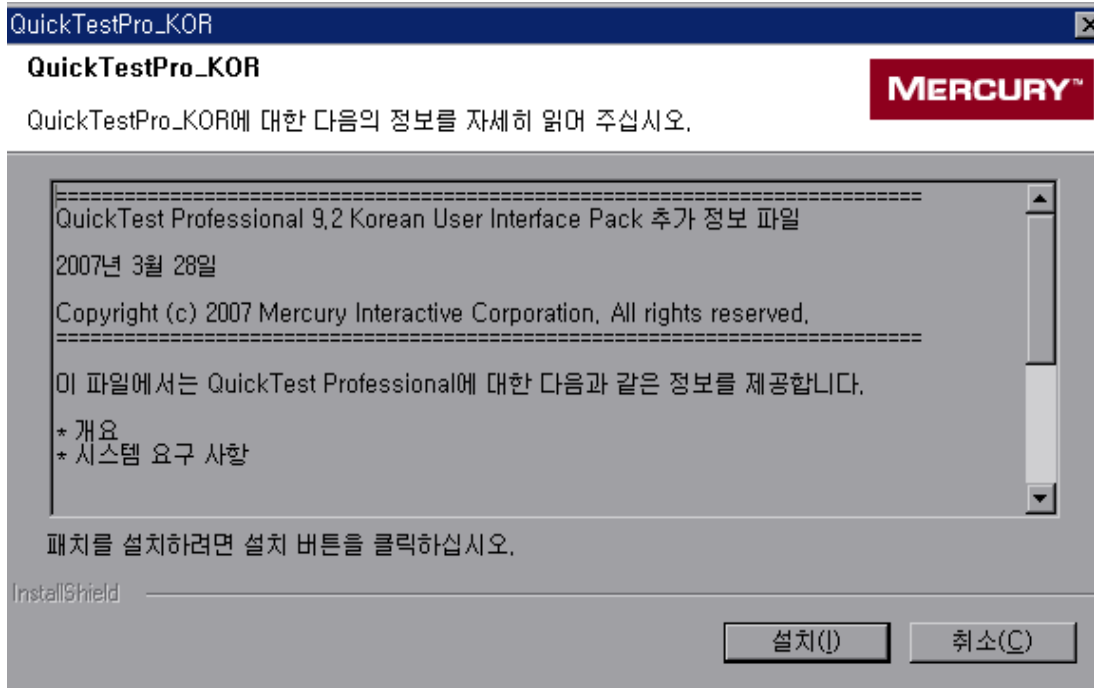 QuickTestPro_KOR
QuickTestPro_KOR
MERCURY™
QuickTestPro_KOR에 대한 다음의 정보를 자세히 읽어 주십시오.
===========================================================================
QuickTest Professional 9.2 Korean User Interface Pack 추가 정보 파일
2007년 3월 28일
Copyright (c) 2007 Mercury Interactive Corporation. All rights reserved.
===========================================================================
이 파일에서는 QuickTest Professional에 대한 다음과 같은 정보를 제공합니다.
* 개요
* 시스템 요구 사항
패치를 설치하려면 설치 버튼을 클릭하십시오.
InstallShield
설치(I)
취소(C)